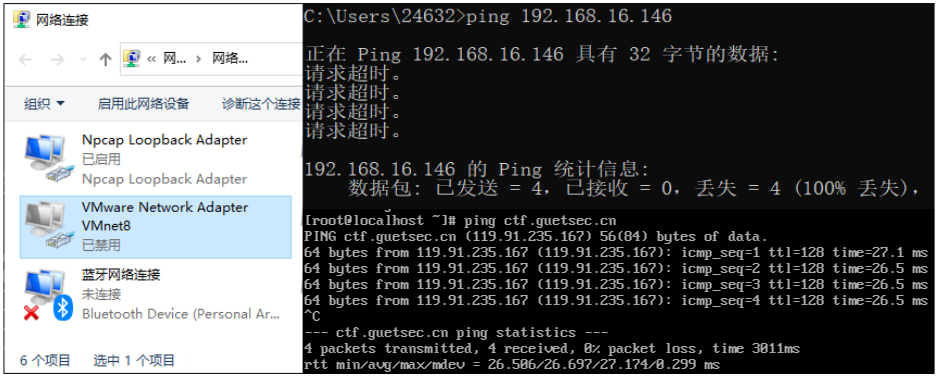 网络连接
« 网... › 网络...
组织 启用此网络设备 诊断这个连接
Npcap Loopback Adapter
已启用
Npcap Loopback Adapter
VMware Network Adapter
VMnet8
已禁用
蓝牙网络连接
未连接
Bluetooth Device (Personal Ar...
6 个项目 选中 1 个项目
C:\Users\24632>ping 192.168.16.146
正在 Ping 192.168.16.146 具有 32 字节的数据:
请求超时。
请求超时。
请求超时。
请求超时。
192.168.16.146 的 Ping 统计信息:
数据包: 已发送 = 4，已接收 = 0，丢失 = 4 (100% 丢失)，
[root@localhost ~]# ping ctf.guetsec.cn
PING ctf.guetsec.cn (119.91.235.167) 56(84) bytes of data.
64 bytes from 119.91.235.167 (119.91.235.167): icmp_seq=1 ttl=128 time=27.1 ms
64 bytes from 119.91.235.167 (119.91.235.167): icmp_seq=2 ttl=128 time=26.5 ms
64 bytes from 119.91.235.167 (119.91.235.167): icmp_seq=3 ttl=128 time=26.5 ms
64 bytes from 119.91.235.167 (119.91.235.167): icmp_seq=4 ttl=128 time=26.5 ms
^C
--- ctf.guetsec.cn ping statistics ---
4 packets transmitted, 4 received, 0% packet loss, time 3011ms
rtt min/avg/max/mdev = 26.506/26.697/27.174/0.299 ms